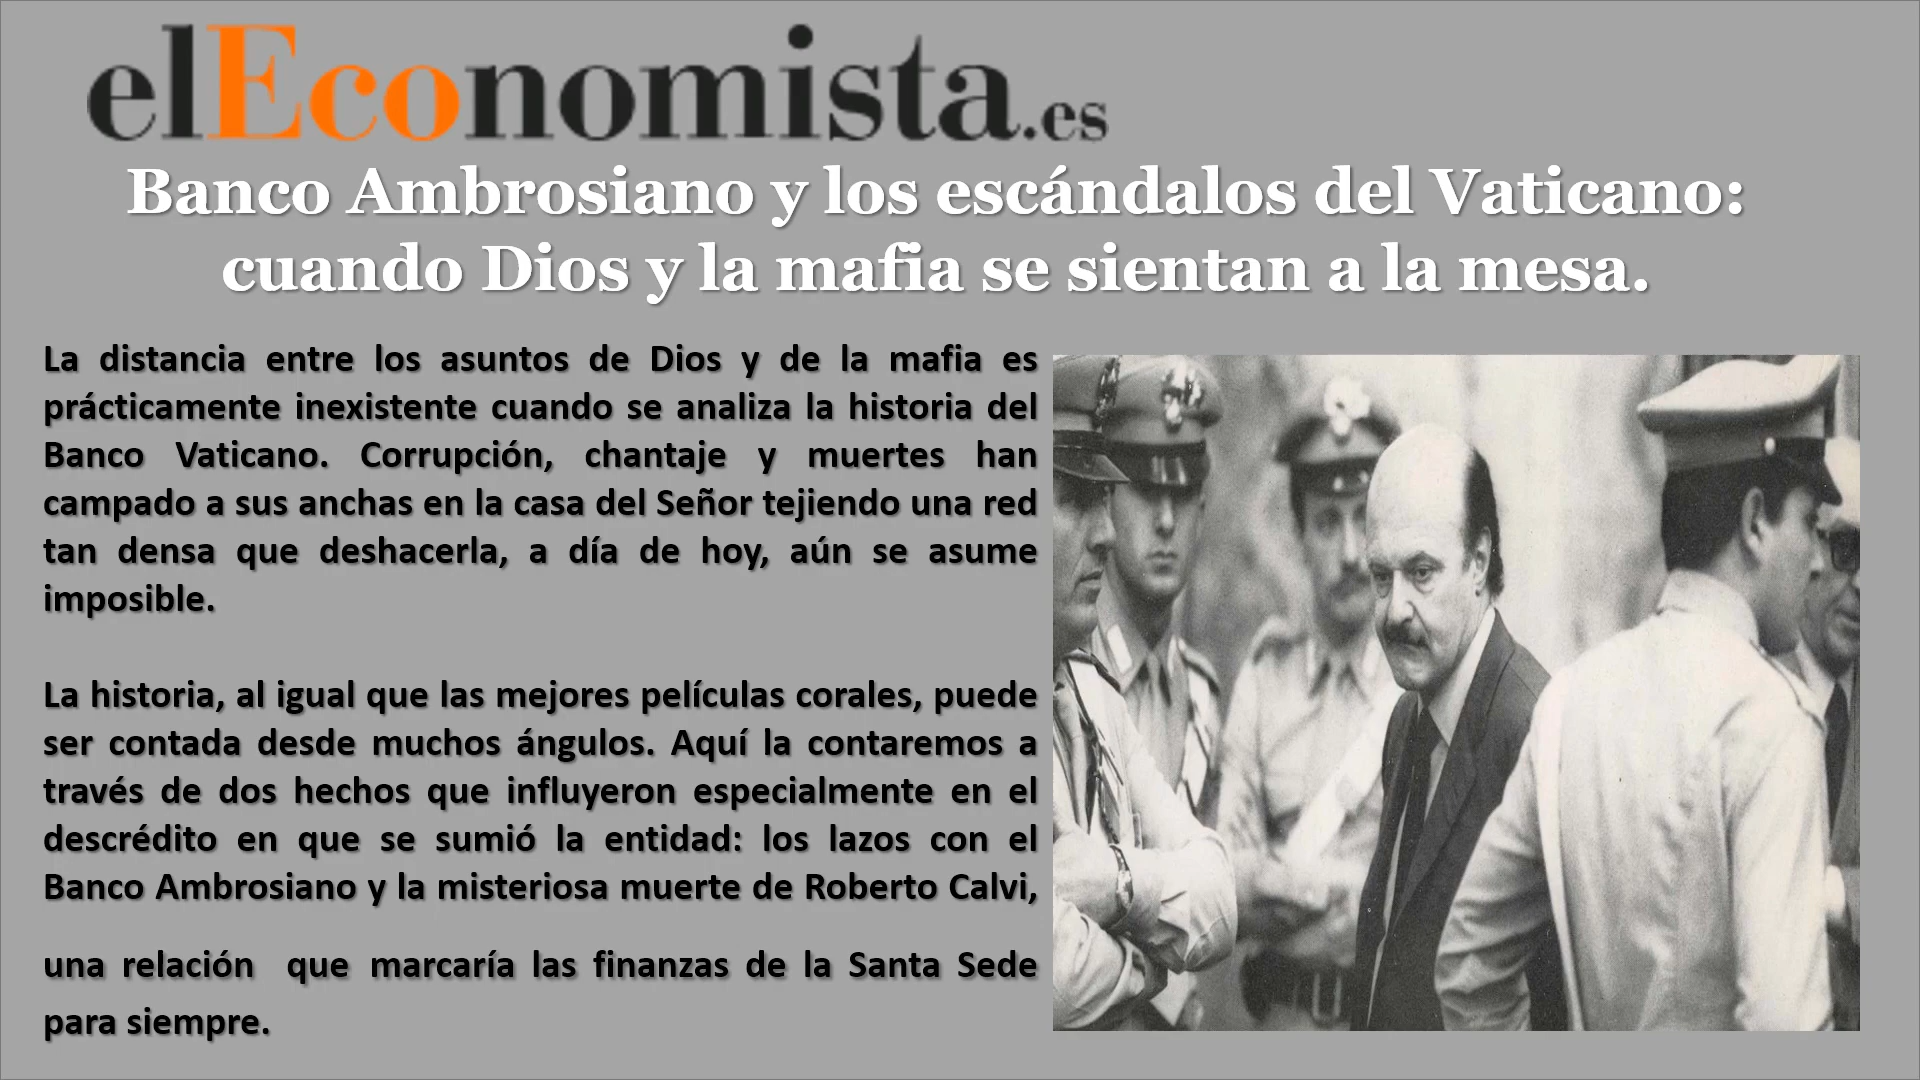 elEconomista.es
Banco Ambrosiano y los escándalos del Vaticano:
cuando Dios y la mafia se sientan a la mesa.
La distancia entre los asuntos de Dios y de la mafia es
prácticamente inexistente cuando se analiza la historia del
Banco Vaticano. Corrupción, chantaje y muertes han
campado a sus anchas en la casa del Señor tejiendo una red
tan densa que deshacerla, a día de hoy, aún se asume
imposible.
La historia, al igual que las mejores películas corales, puede
ser contada desde muchos ángulos. Aquí la contaremos a
través de dos hechos que influyeron especialmente en el
descrédito en que se sumió la entidad: los lazos con el
Banco Ambrosiano y la misteriosa muerte de Roberto Calvi,
una relación que marcaría las finanzas de la Santa Sede
para siempre.